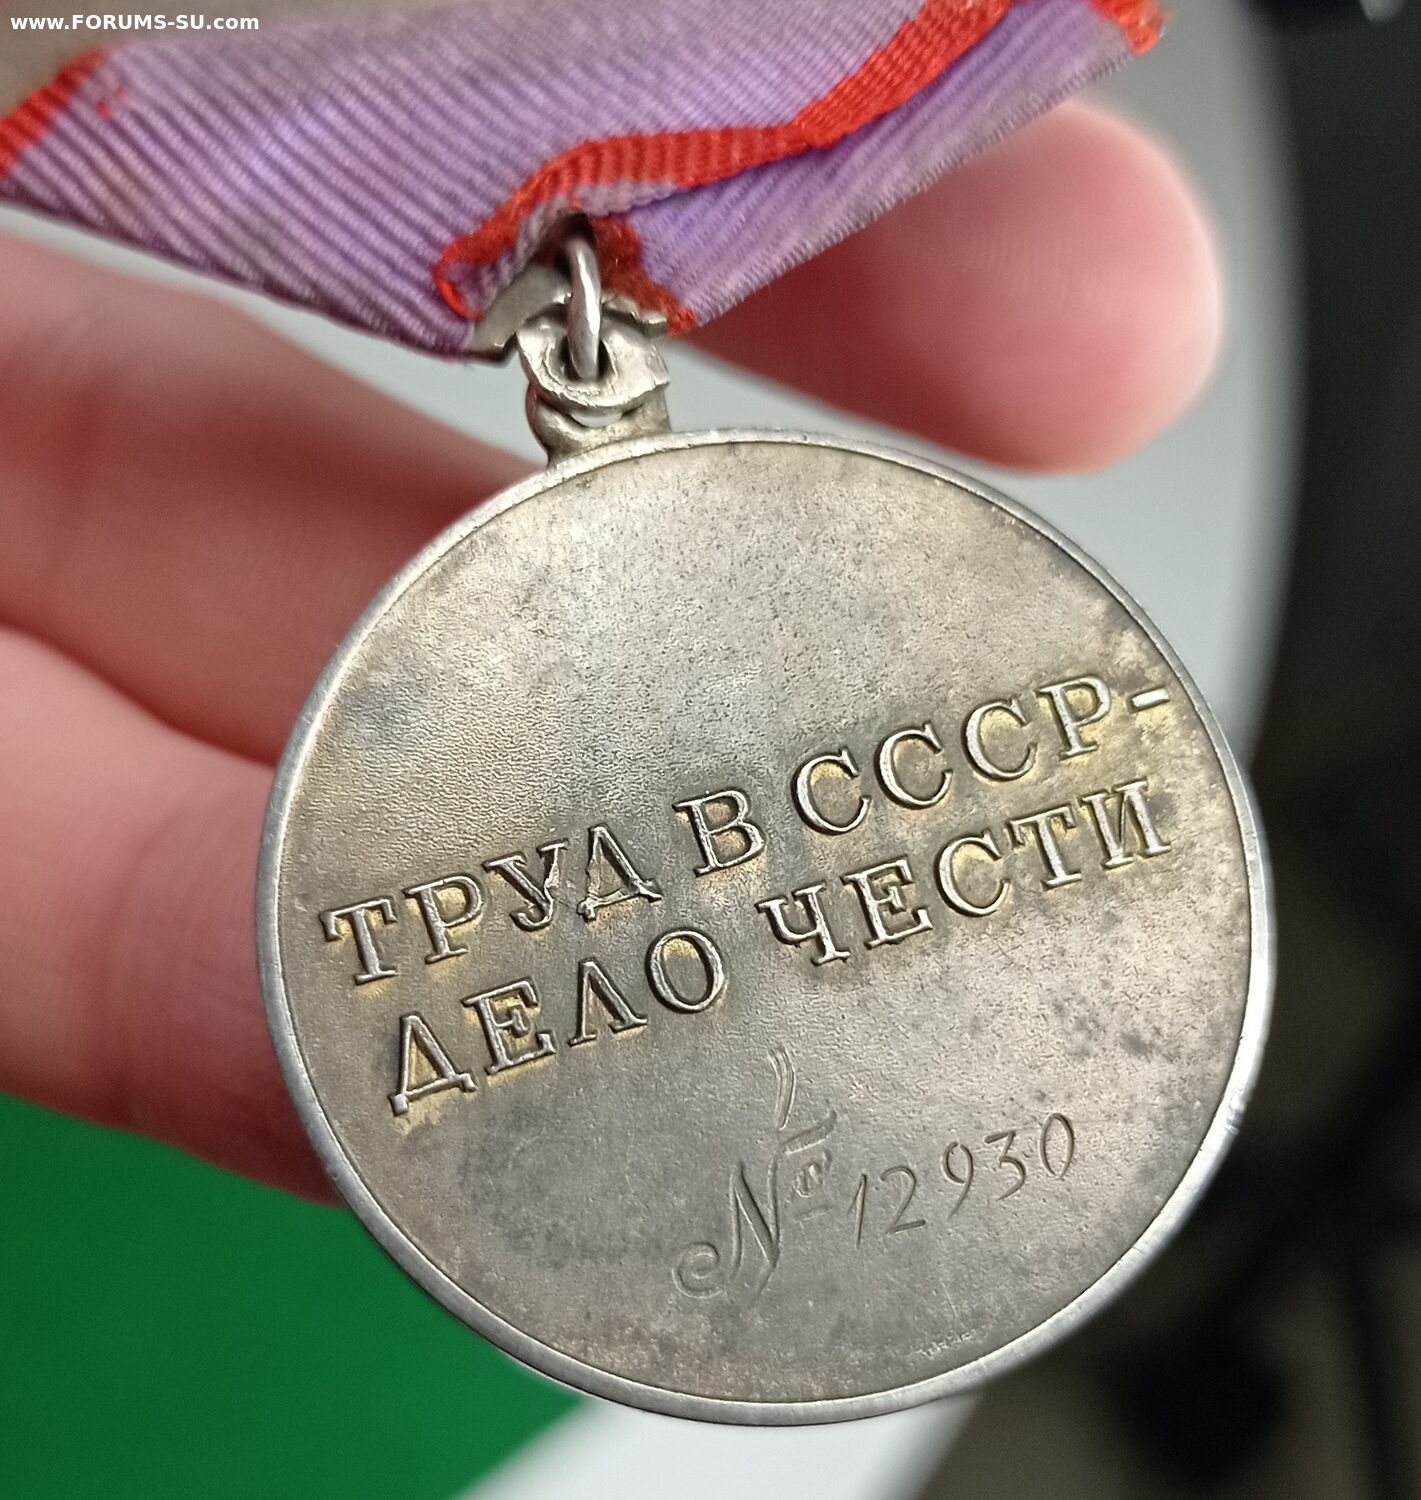 www.FORUMS-SU.com
ТРУД В СССР-
ДЕЛО ЧЕСТИ
№ 12930